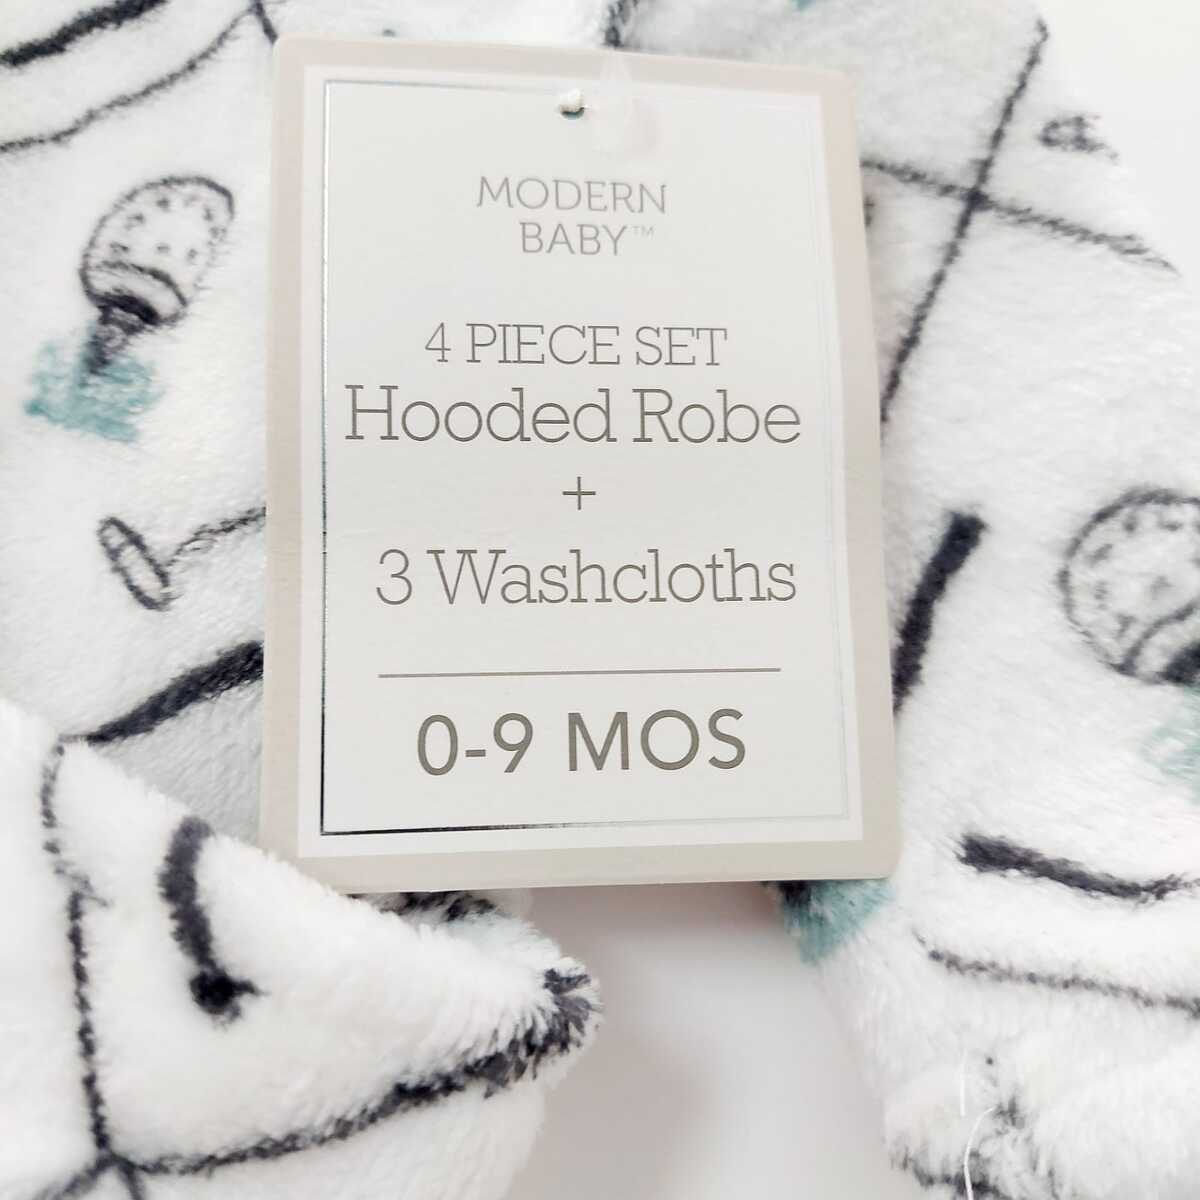 MODERN
BABY™
4 PIECE SET
Hooded Robe
+
3 Washcloths
0-9 MOS